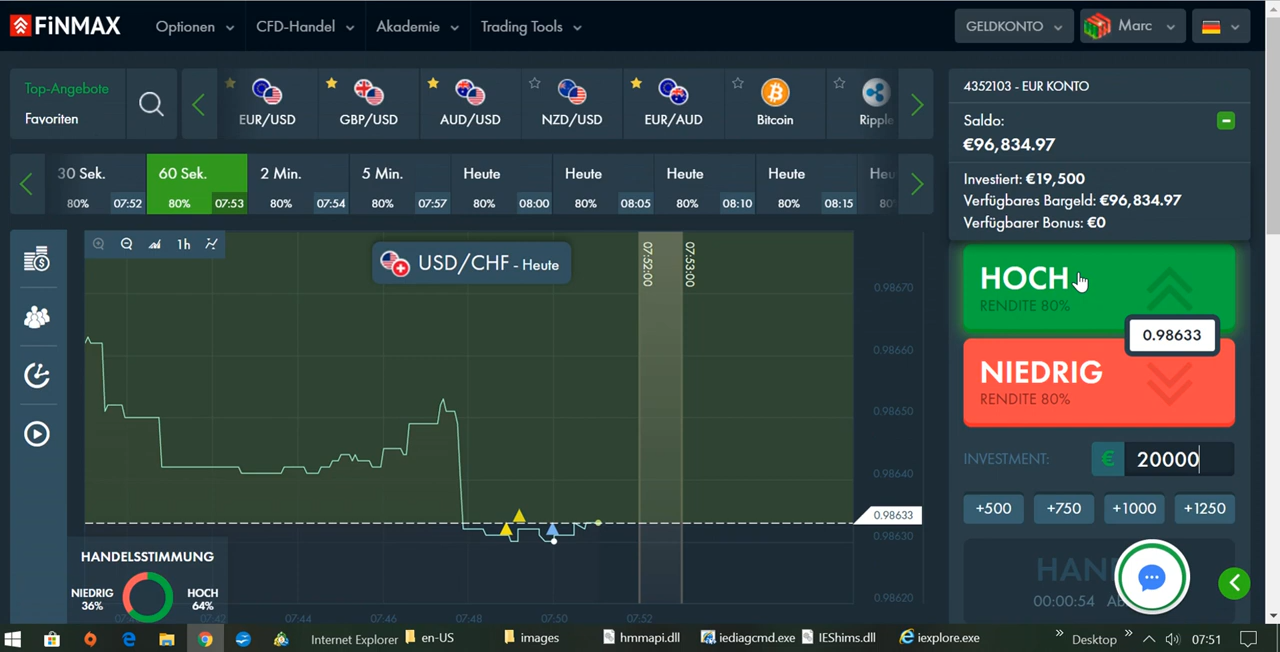 FiNMAX
Optionen
CFD-Handel
Akademie
Trading Tools
GELDKONTO
Marc
Top-Angebote
Favoriten
EUR/USD
GBP/USD
AUD/USD
NZD/USD
EUR/AUD
Bitcoin
Ripple
4352103 - EUR KONTO
Saldo:
€96,834.97
Investiert: €19,500
Verfügbares Bargeld: €96,834.97
Verfügbarer Bonus: €0
30 Sek.
80% 07:52
60 Sek.
80% 07:53
2 Min.
80% 07:54
5 Min.
80% 07:57
Heute
80% 08:00
Heute
80% 08:05
Heute
80% 08:10
Heute
80% 08:15
80%
1h
USD/CHF - Heute
07:52:00
07:53:00
0.98670
0.98660
0.98650
0.98640
0.98633
0.98630
0.98620
HOCH
RENDITE 80%
0.98633
NIEDRIG
RENDITE 80%
INVESTMENT:
€ 20000
+500
+750
+1000
+1250
00:00:54
HANDELSSTIMMUNG
NIEDRIG
36%
HOCH
64%
07:44
07:46
07:48
07:50
07:52
Internet Explorer
en-US
images
hmmapi.dll
iediagcmd.exe
IEShims.dll
iexplore.exe
»
Desktop
»
07:51